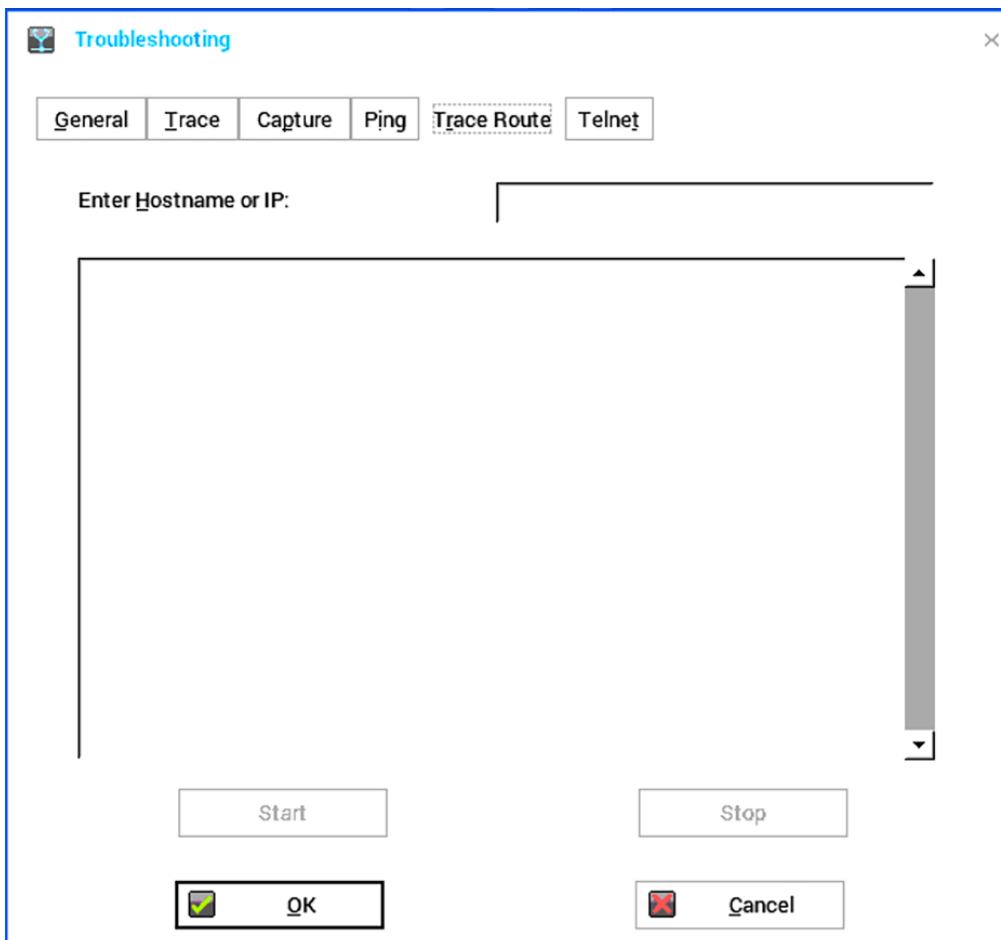 Troubleshooting
General Trace Capture Ping Trace Route Telnet
Enter Hostname or IP:
Start Stop
OK Cancel